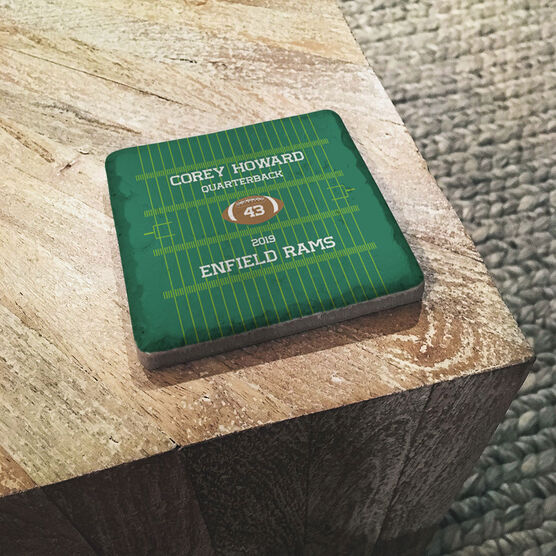 COREY HOWARD
QUARTERBACK
43
2019
ENFIELD RAMS